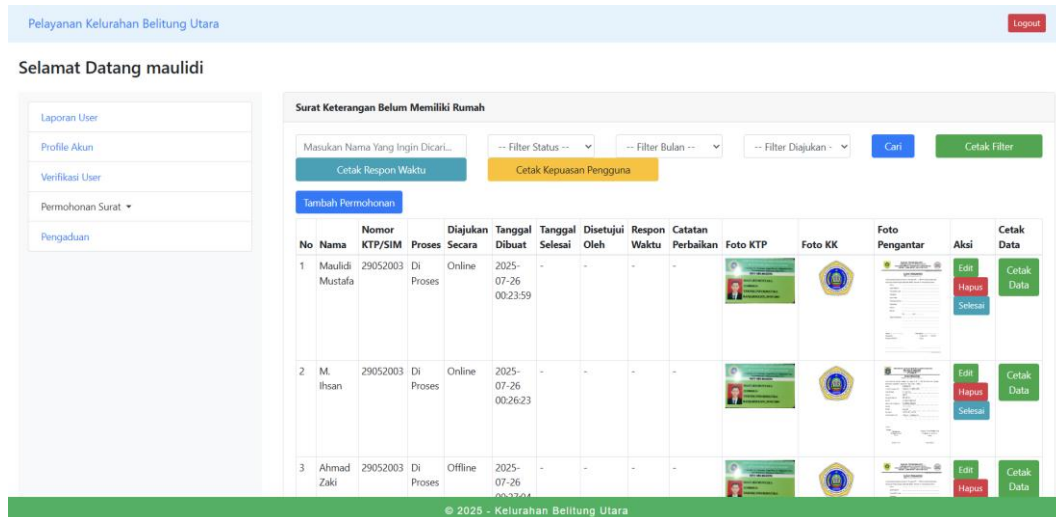 Pelayanan Kelurahan Belitung Utara
Logout
Selamat Datang maulidi
Laporan User
Profile Akun
Verifikasi User
Permohonan Surat
Pengaduan
Surat Keterangan Belum Memiliki Rumah
Masukan Nama Yang Ingin Dicari...
-- Filter Status --
-- Filter Bulan --
-- Filter Diajukan -
Cari
Cetak Filter
Cetak Respon Waktu
Cetak Kepuasan Pengguna
Tambah Permohonan
No Nama Nomor KTP/SIM Proses Diajukan Secara Tanggal Dibuat Tanggal Selesai Disetujui Oleh Respon Waktu Catatan Perbaikan Foto KTP Foto KK Foto Pengantar Aksi Cetak Data
1 Maulidi Mustafa 29052003 Di Proses Online 2025-07-26 00:23:59 - - - - Edit Hapus Selesai Cetak Data
2 M. Ihsan 29052003 Di Proses Online 2025-07-26 00:26:23 - - - - Edit Hapus Selesai Cetak Data
3 Ahmad Zaki 29052003 Di Proses Offline 2025-07-26 - - - - Edit Hapus Cetak Data
© 2025 - Kelurahan Belitung Utara